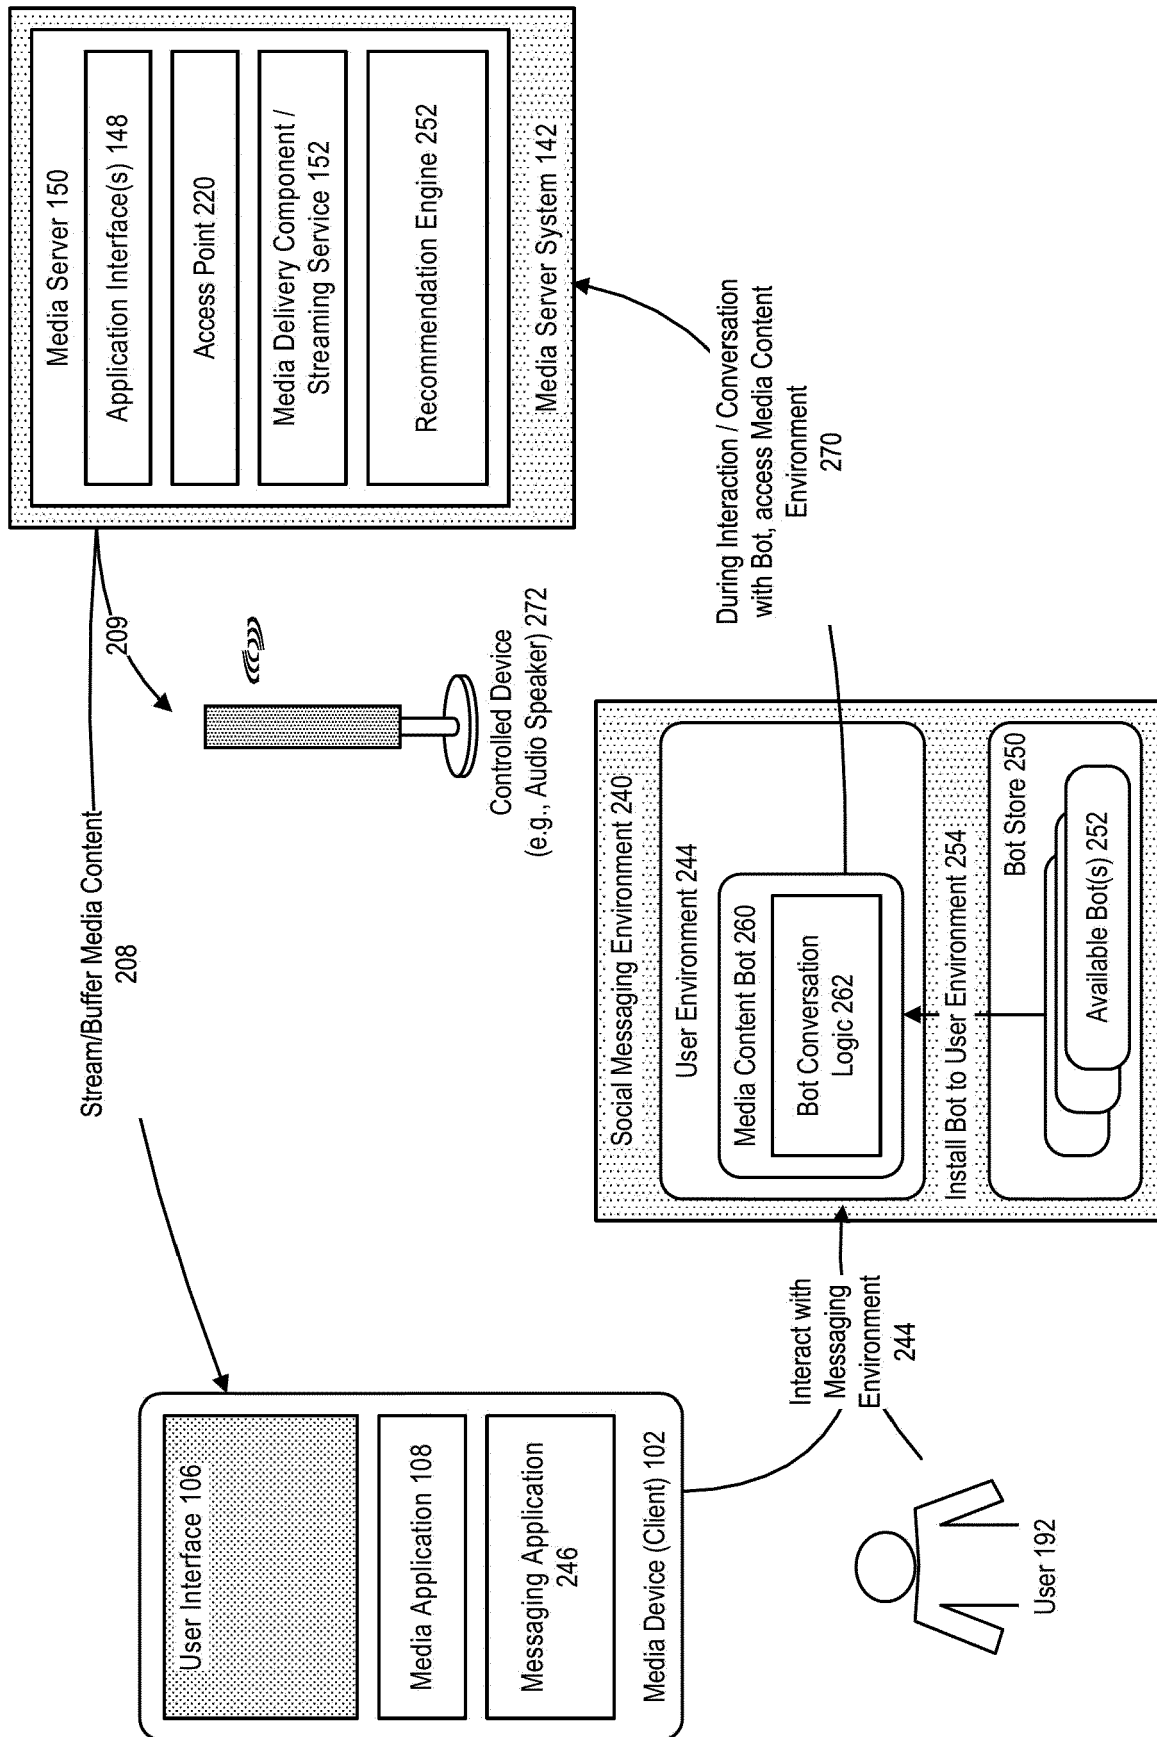 User Interface 106
Media Application 108
Messaging Application
246
Media Device (Client) 102
Stream/Buffer Media Content
208
209
Media Server 150
Application Interface(s) 148
Access Point 220
Media Delivery Component /
Streaming Service 152
Recommendation Engine 252
Media Server System 142
Controlled Device
(e.g., Audio Speaker) 272
User 192
Interact with
Messaging
Environment
244
Social Messaging Environment 240
User Environment 244
Media Content Bot 260
Bot Conversation
Logic 262
Install Bot to User Environment 254
Bot Store 250
Available Bot(s) 252
During Interaction / Conversation
with Bot, access Media Content
Environment
270